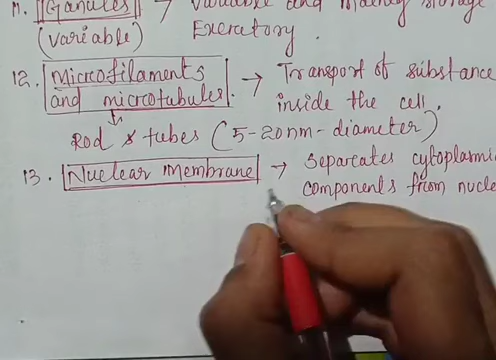 11. Granules → Variable and Mainly storage
(variable) Excretory.
12. Microfilaments → Transport of substance
and microtubules. inside the cell.
Rod & tubes (5-20nm-diameter)
13. Nuclear Membrane → separates cytoplasmi
components from nucle